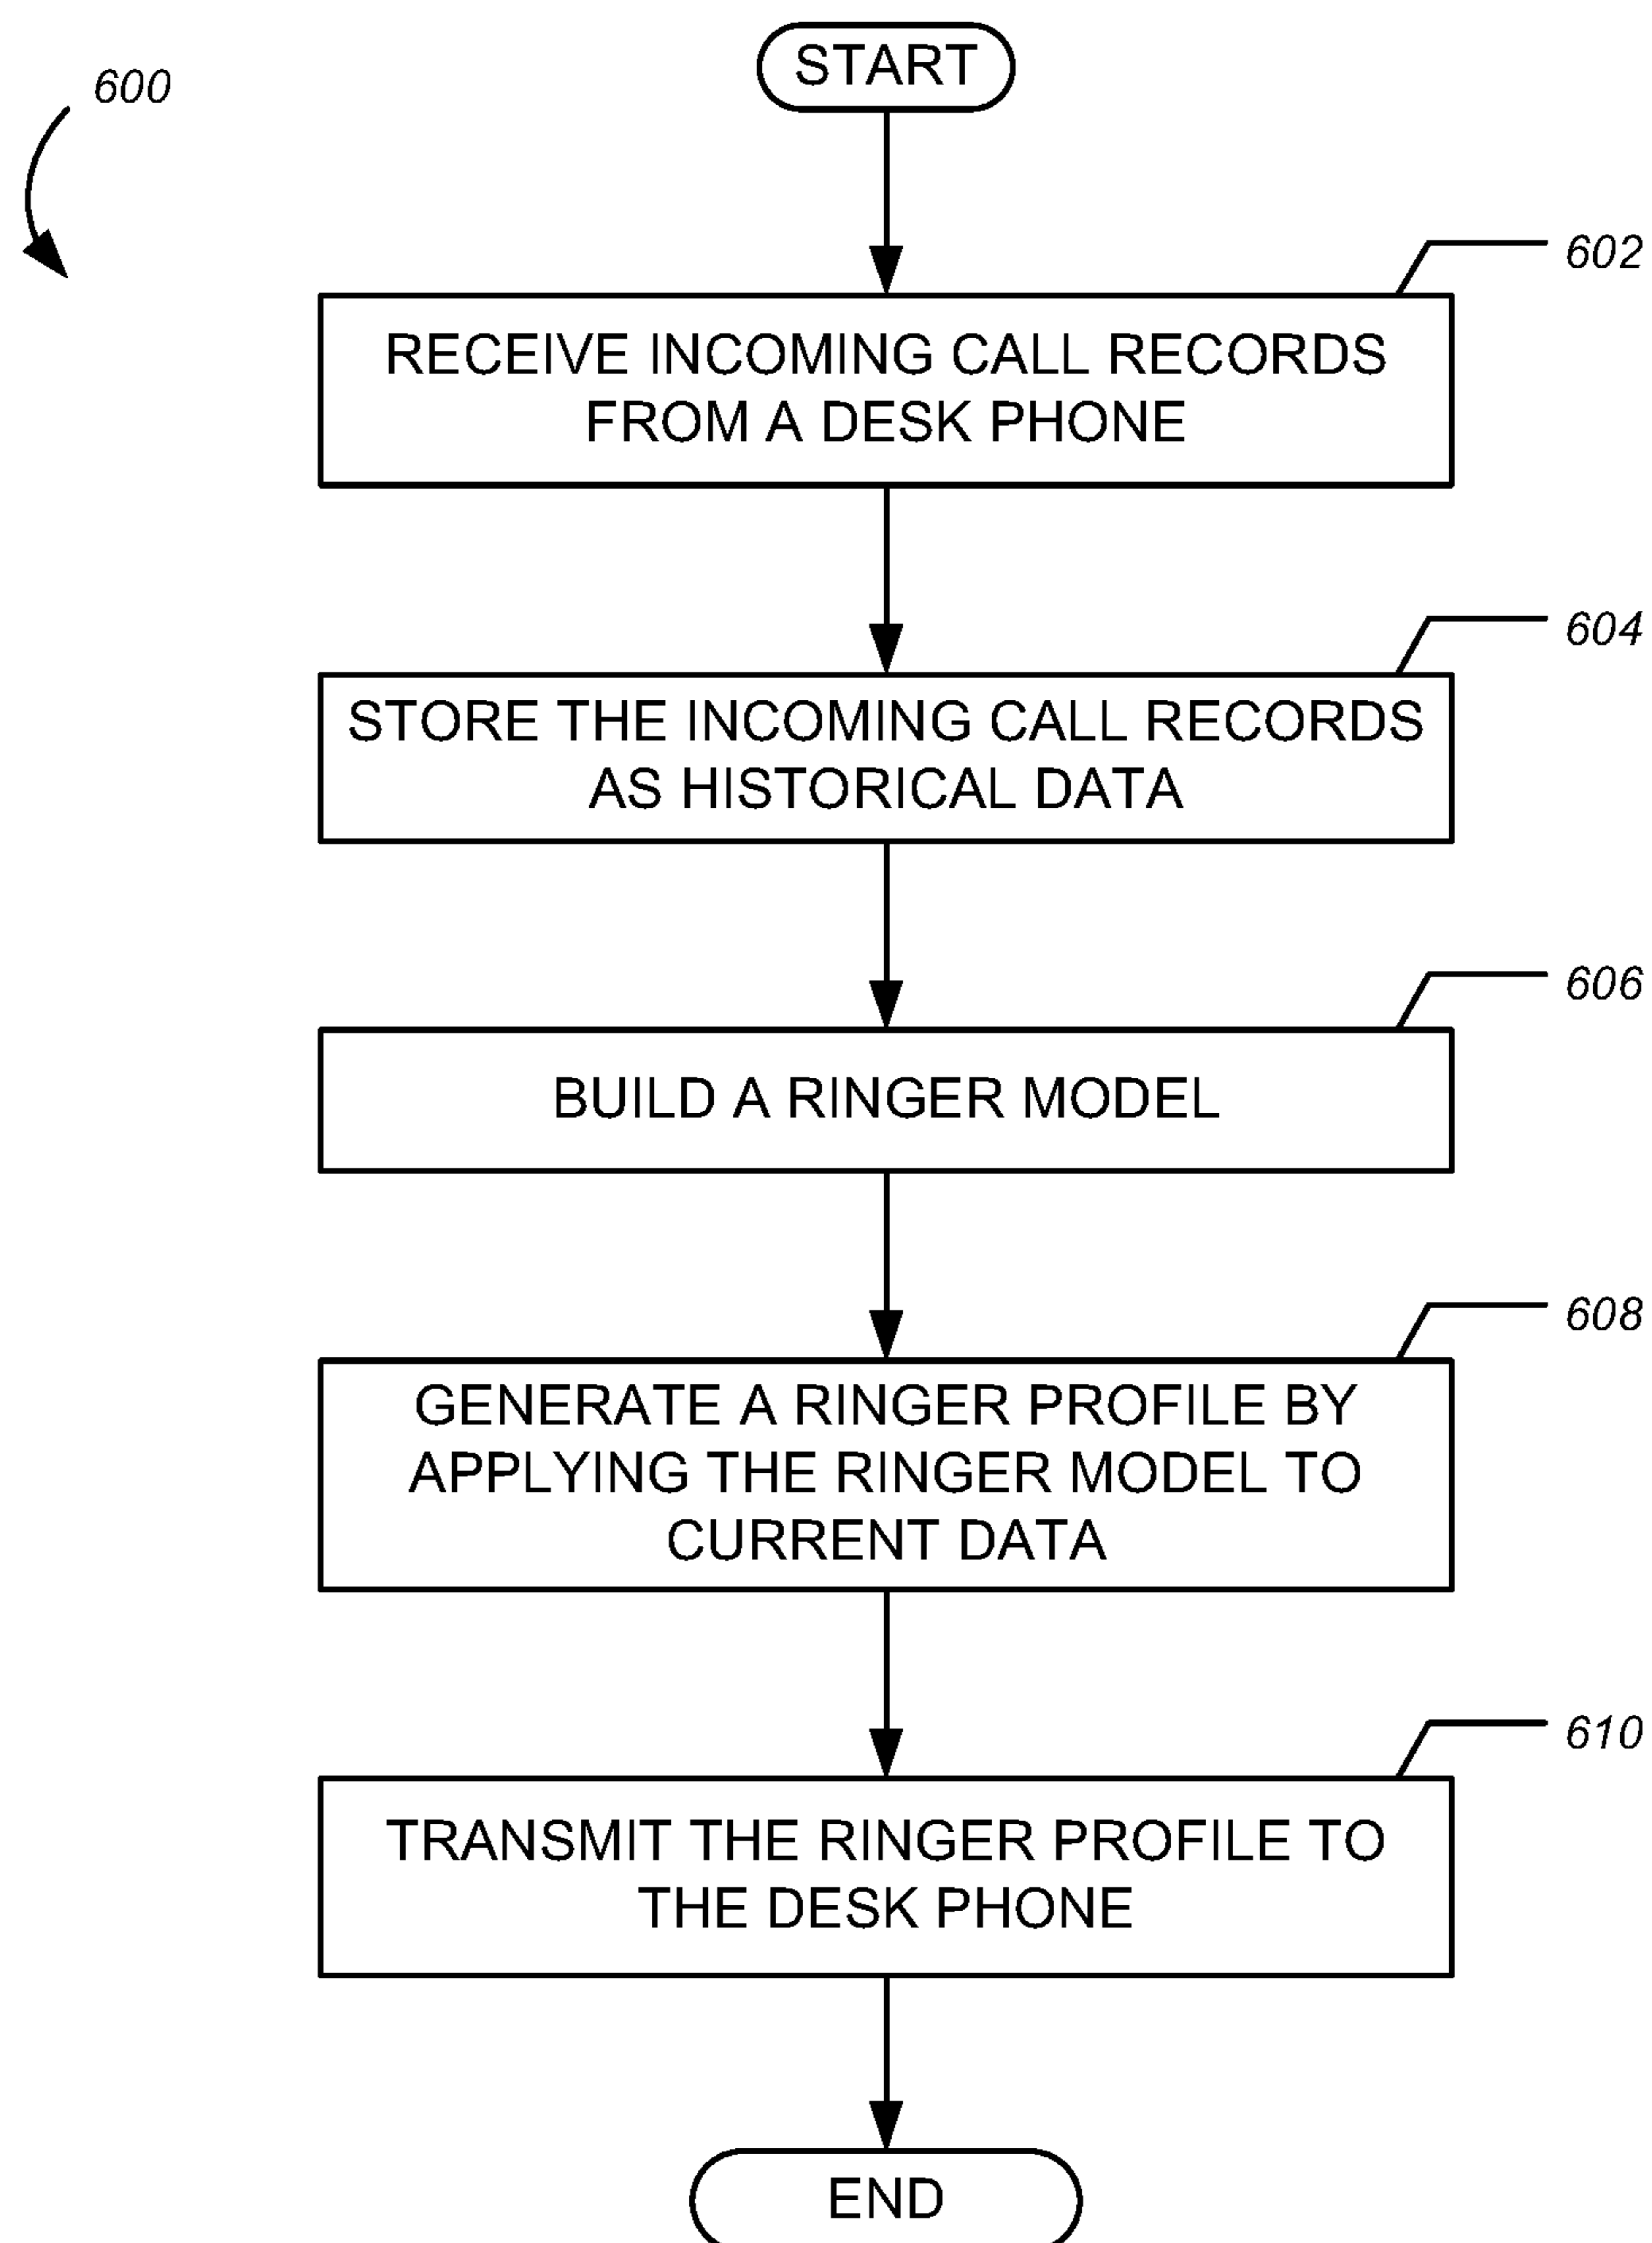 START
600
602
RECEIVE INCOMING CALL RECORDS
FROM A DESK PHONE
604
STORE THE INCOMING CALL RECORDS
AS HISTORICAL DATA
606
BUILD A RINGER MODEL
608
GENERATE A RINGER PROFILE BY
APPLYING THE RINGER MODEL TO
CURRENT DATA
610
TRANSMIT THE RINGER PROFILE TO
THE DESK PHONE
END